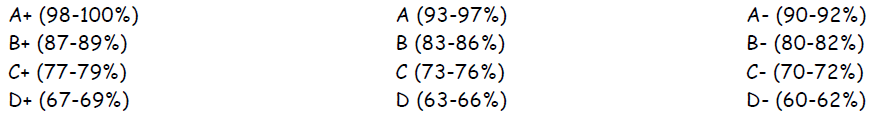 A+ (98-100%) A (93-97%) A- (90-92%)
B+ (87-89%) B (83-86%) B- (80-82%)
C+ (77-79%) C (73-76%) C- (70-72%)
D+ (67-69%) D (63-66%) D- (60-62%)